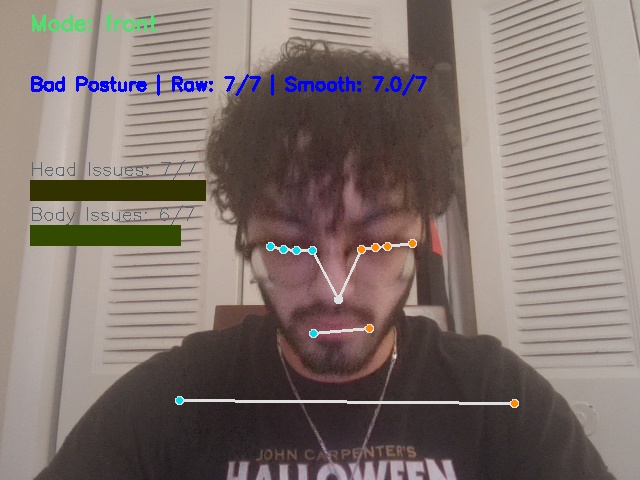 Mode: front
Bad Posture | Raw: 7/7 | Smooth: 7.0/7
Head Issues: 7/7
Body Issues: 6/7
JOHN CARPENTER'S
HALLOWEEN